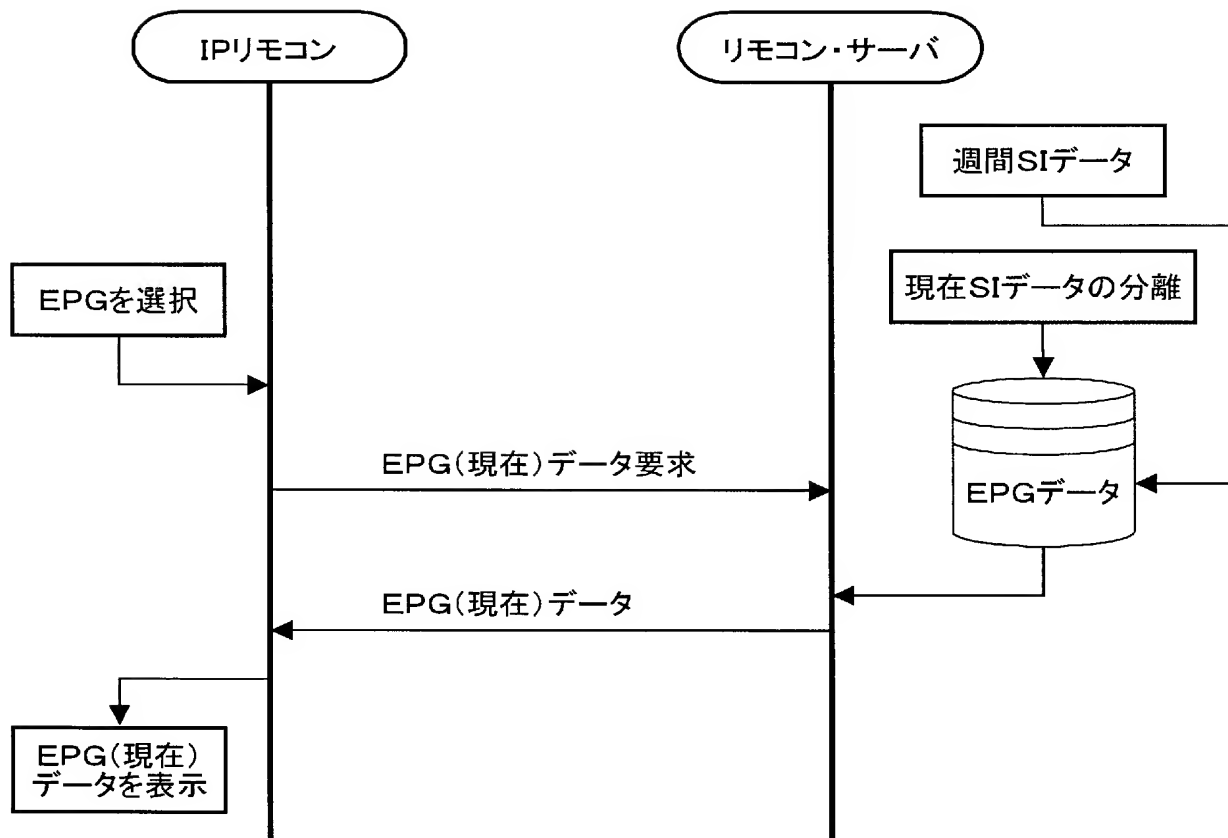 IPリモコン
リモコン・サーバ
週間SIデータ
現在SIデータの分離
EPGを選択
EPG(現在)データ要求
EPGデータ
EPG(現在)データ
EPG(現在)
データを表示